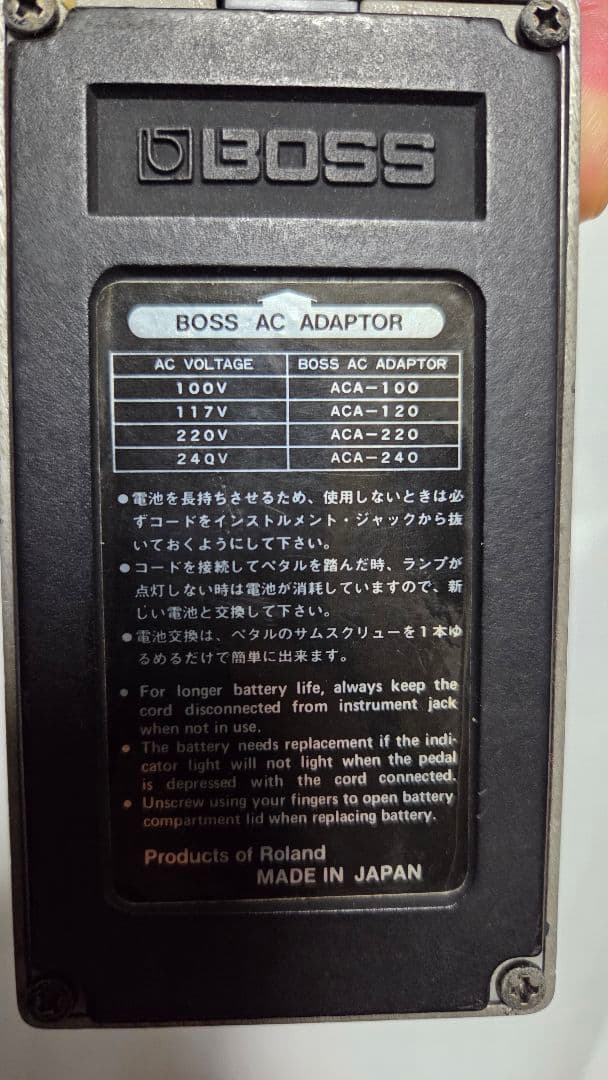 BOSS
BOSS AC ADAPTOR
AC VOLTAGE BOSS AC ADAPTOR
100V ACA-100
117V ACA-120
220V ACA-220
240V ACA-240
●電池を長持ちさせるため、使用しないときは必
ずコードをインストルメント・ジャックから抜
いておくようにして下さい。
●コードを接続してペタルを踏んだ時、ランプが
点灯しない時は電池が消耗していますので、新
しい電池と交換して下さい。
●電池交換は、ペタルのサムスクリューを1本ゆ
るめるだけで簡単に出来ます。
● For longer battery life, always keep the
cord disconnected from instrument jack
when not in use.
● The battery needs replacement if the indi-
cator light will not light when the pedal
is depressed with the cord connected.
● Unscrew using your fingers to open battery
compartment lid when replacing battery.
Products of Roland
MADE IN JAPAN